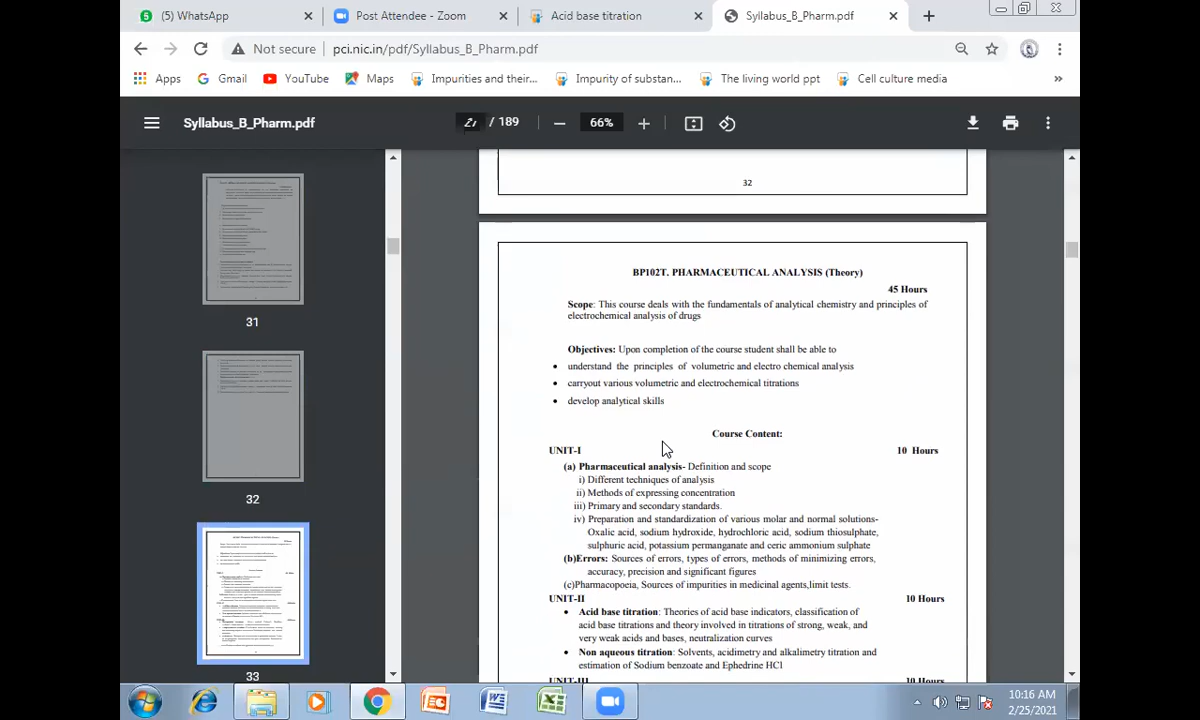 (5) WhatsApp
Post Attendee - Zoom
Acid base titration
Syllabus_B_Pharm.pdf
Not secure pci.nic.in/pdf/Syllabus_B_Pharm.pdf
Apps Gmail YouTube Maps Impurities and their... Impurity of substan... The living world ppt Cell culture media »
Syllabus_B_Pharm.pdf / 189 66%
31
32
33
32
BP102T. PHARMACEUTICAL ANALYSIS (Theory)
45 Hours
Scope: This course deals with the fundamentals of analytical chemistry and principles of
electrochemical analysis of drugs
Objectives: Upon completion of the course student shall be able to
• understand the principles of volumetric and electro chemical analysis
• carryout various volumetric and electrochemical titrations
• develop analytical skills
Course Content:
UNIT-I 10 Hours
(a) Pharmaceutical analysis- Definition and scope
i) Different techniques of analysis
ii) Methods of expressing concentration
iii) Primary and secondary standards.
iv) Preparation and standardization of various molar and normal solutions-
Oxalic acid, sodium hydroxide, hydrochloric acid, sodium thiosulphate,
sulphuric acid, potassium permanganate and ceric ammonium sulphate
(b)Errors: Sources of errors, types of errors, methods of minimizing errors,
accuracy, precision and significant figures
(c)Pharmacopoeia, Sources of impurities in medicinal agents,limit tests.
UNIT-II 10 Hours
• Acid base titration: Theories of acid base indicators, classification of
acid base titrations and theory involved in titrations of strong, weak, and
very weak acids and bases, neutralization curves
• Non aqueous titration: Solvents, acidimetry and alkalimetry titration and
estimation of Sodium benzoate and Ephedrine HCl
UNIT-III 10 Hours
10:16 AM
2/25/2021